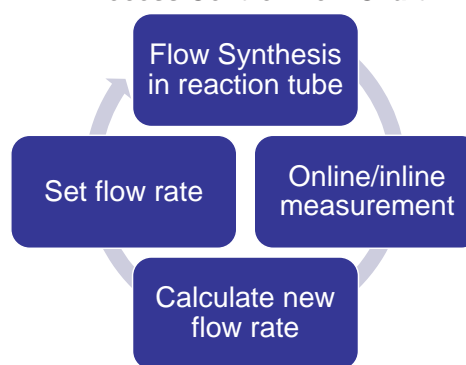 Flow Synthesis
in reaction tube
Set flow rate
Online/inline
measurement
Calculate new
flow rate